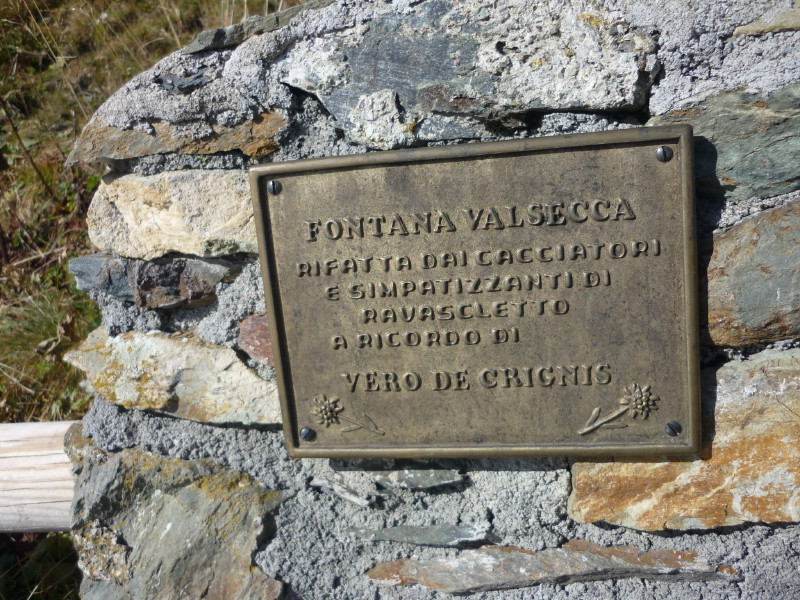 FONTANA VALSECCA
RIFATTA DAI CACCIATORI
E SIMPATIZZANTI DI
RAVASCLETTO
A RICORDO DI
VERO DE CRIGNIS